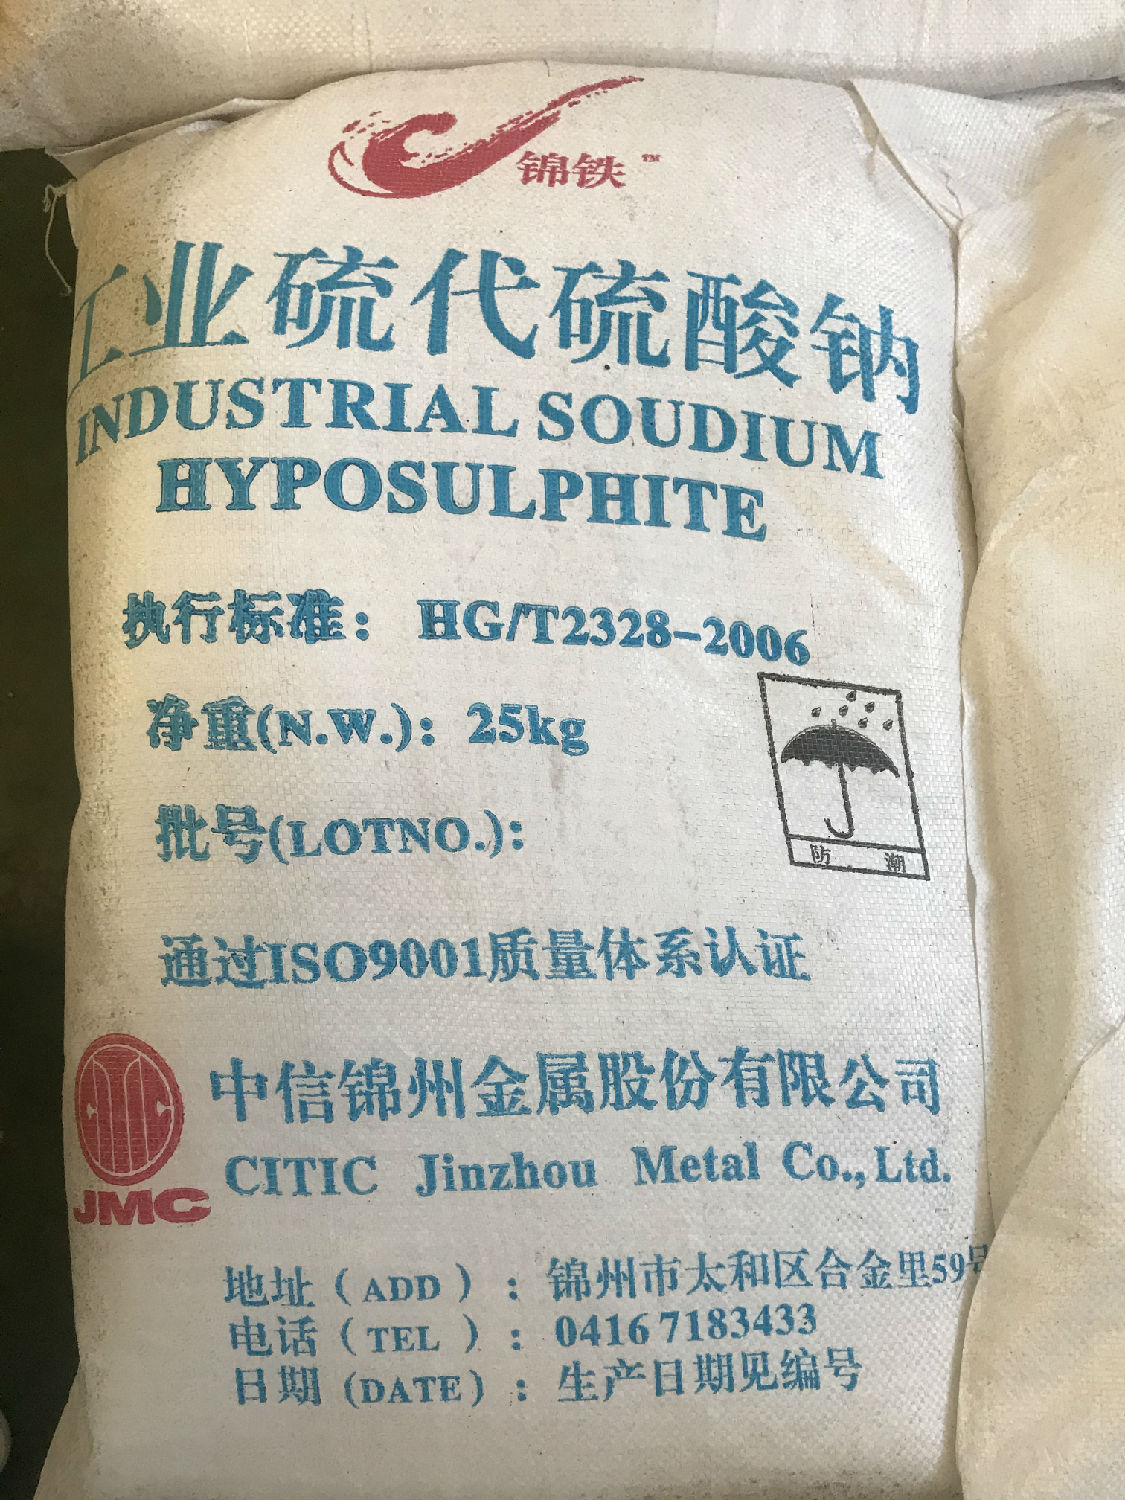 锦铁™
工业硫代硫酸钠
INDUSTRIAL SOUDIUM
HYPOSULPHITE
执行标准： HG/T2328-2006
净重(N.W.)：25kg
批号(LOTNO.)：
防 潮
通过ISO9001质量体系认证
中信锦州金属股份有限公司
JMC
CITIC Jinzhou Metal Co., Ltd.
地址（ADD）：锦州市太和区合金里59号
电话（TEL）：0416 7183433
日期（DATE）：生产日期见编号